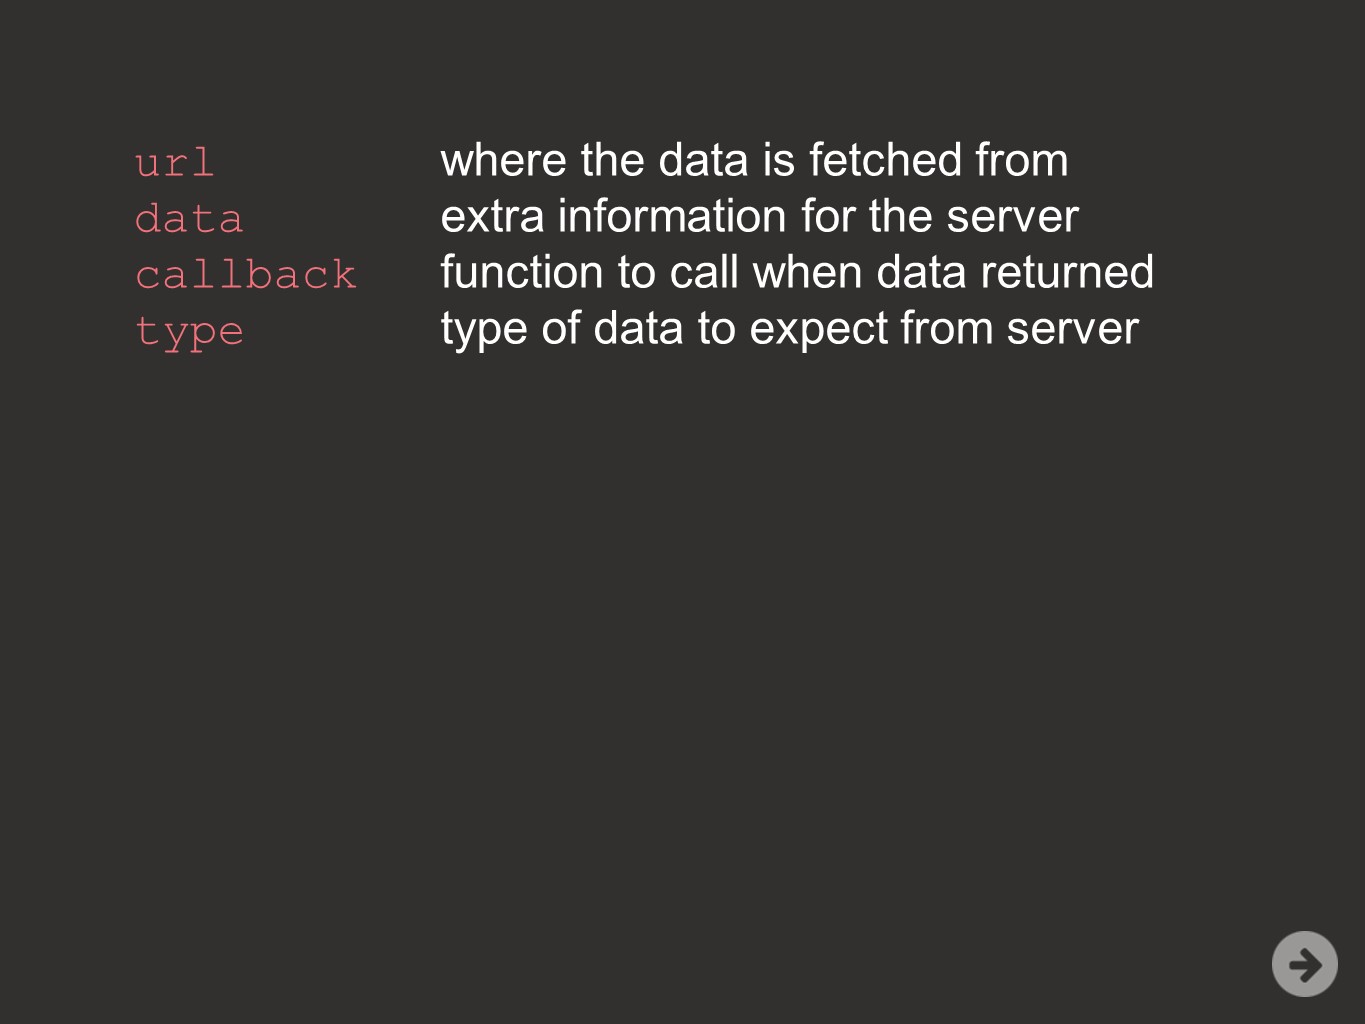 url where the data is fetched from
data extra information for the server
callback function to call when data returned
type type of data to expect from server